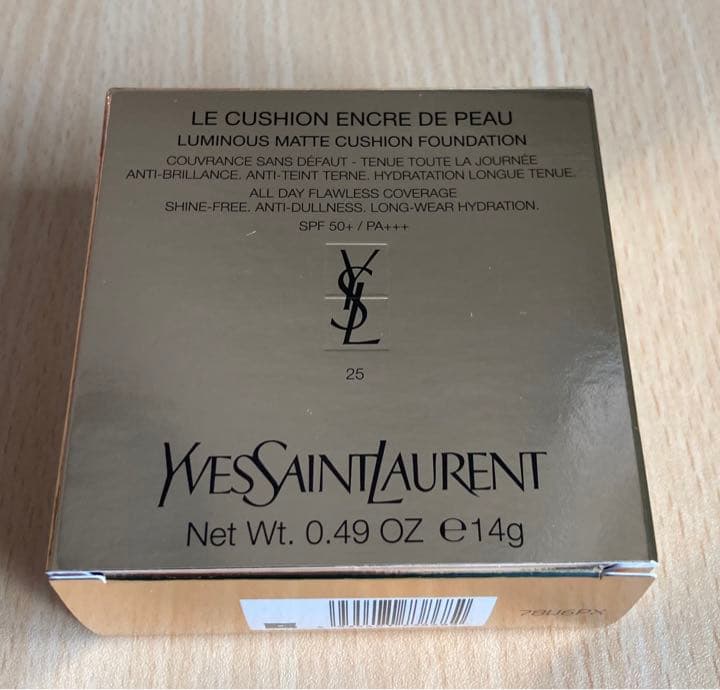 LE CUSHION ENCRE DE PEAU
LUMINOUS MATTE CUSHION FOUNDATION
COUVRANCE SANS DÉFAUT - TENUE TOUTE LA JOURNÉE
ANTI-BRILLANCE. ANTI-TEINT TERNE. HYDRATATION LONGUE TENUE.
ALL DAY FLAWLESS COVERAGE
SHINE-FREE. ANTI-DULLNESS. LONG-WEAR HYDRATION.
SPF 50+ / PA+++
YSL
25
YVESSAINTLAURENT
Net Wt. 0.49 OZ ℮14g